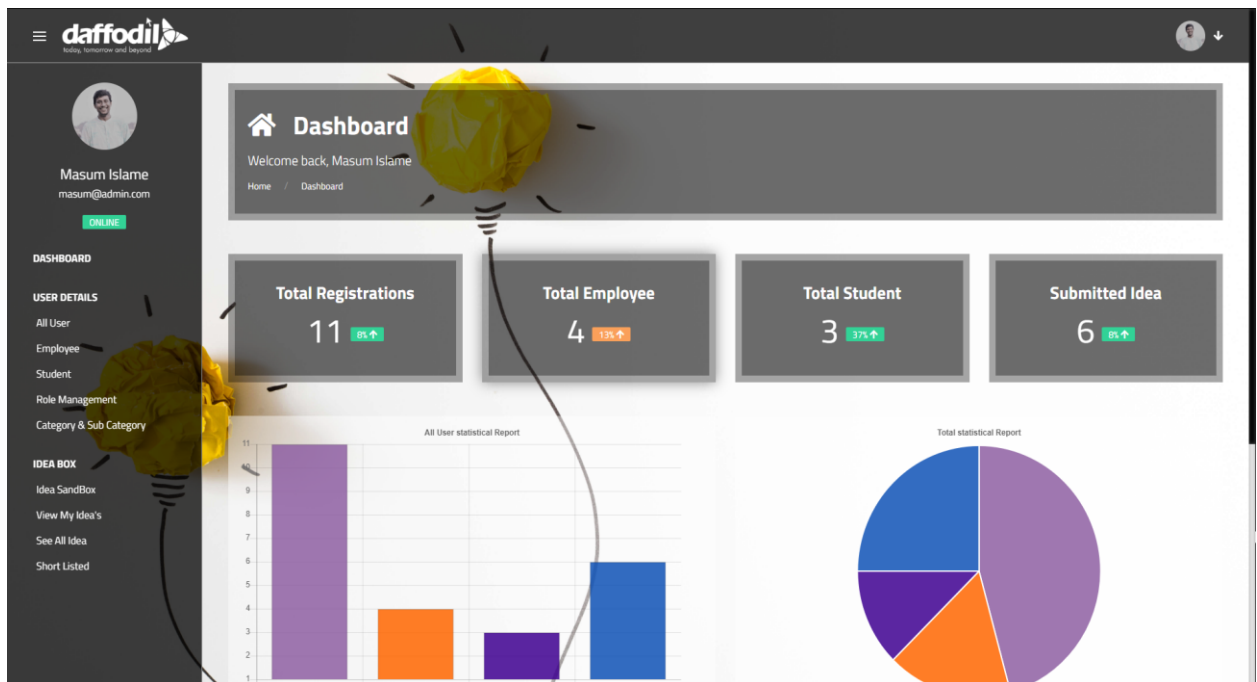 daffodil
today, tomorrow and beyond
Masum Islame
masum@admin.com
ONLINE
DASHBOARD
USER DETAILS
All User
Employee
Student
Role Management
Category & Sub Category
IDEA BOX
Idea SandBox
View My Idea's
See All Idea
Short Listed
Dashboard
Welcome back, Masum Islame
Home / Dashboard
Total Registrations
11 8%
Total Employee
4 13%
Total Student
3 37%
Submitted Idea
6 8%
All User statistical Report
11
10
9
8
7
6
5
4
3
2
1
Total statistical Report